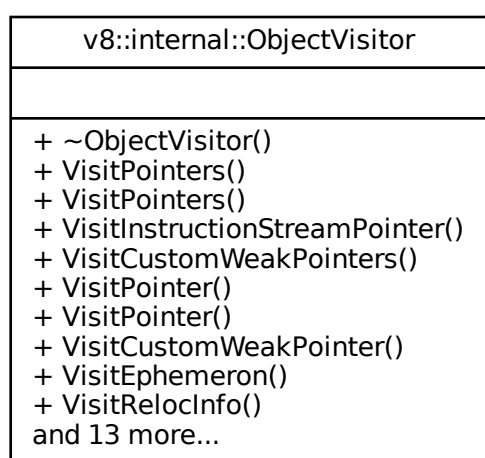 v8::internal::ObjectVisitor
+ ~ObjectVisitor()
+ VisitPointers()
+ VisitPointers()
+ VisitInstructionStreamPointer()
+ VisitCustomWeakPointers()
+ VisitPointer()
+ VisitPointer()
+ VisitCustomWeakPointer()
+ VisitEphemeron()
+ VisitRelocInfo()
and 13 more...